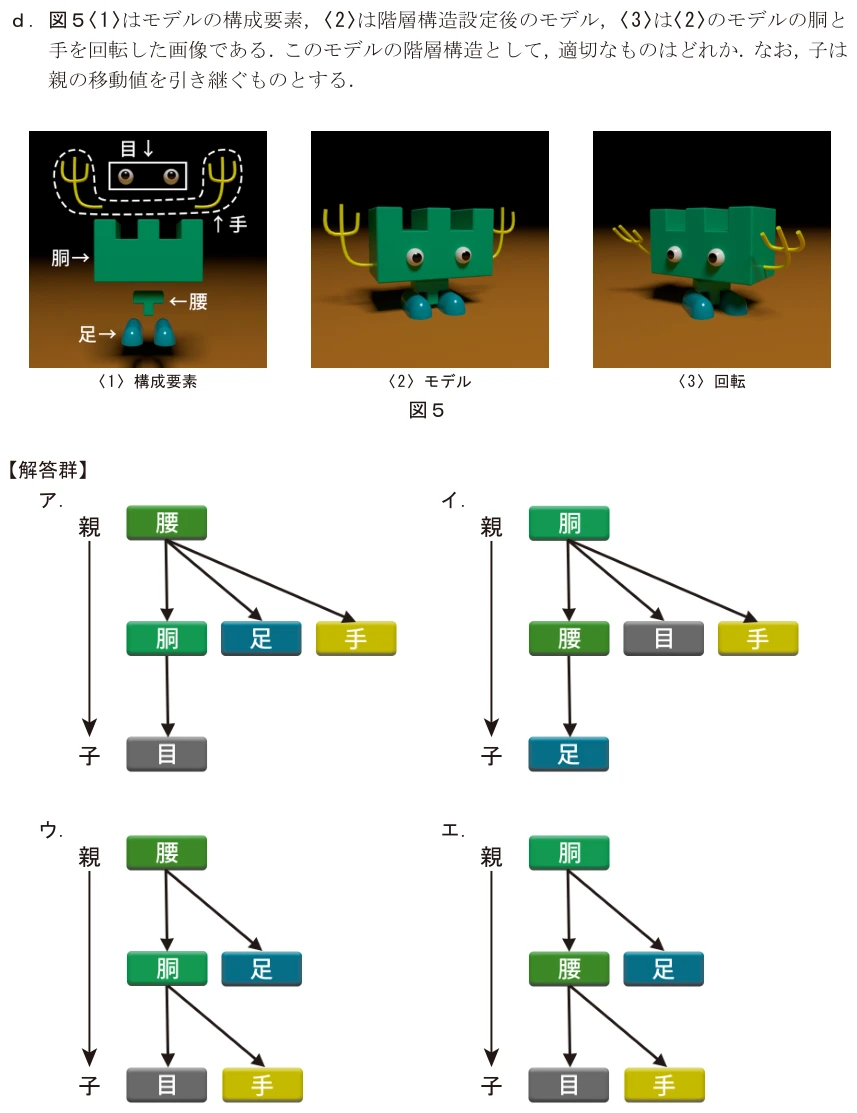 d．図5〈1〉はモデルの構成要素，〈2〉は階層構造設定後のモデル，〈3〉は〈2〉のモデルの胴と
手を回転した画像である．このモデルの階層構造として，適切なものはどれか．なお，子は
親の移動値を引き継ぐものとする．
目↓
↑手
胴→
←腰
足→
〈1〉構成要素
〈2〉モデル
〈3〉回転
図5
【解答群】
ア．
親
腰
胴
足
手
子
目
イ．
親
胴
腰
目
手
子
足
ウ．
親
腰
胴
足
子
目
手
エ．
親
胴
腰
足
子
目
手